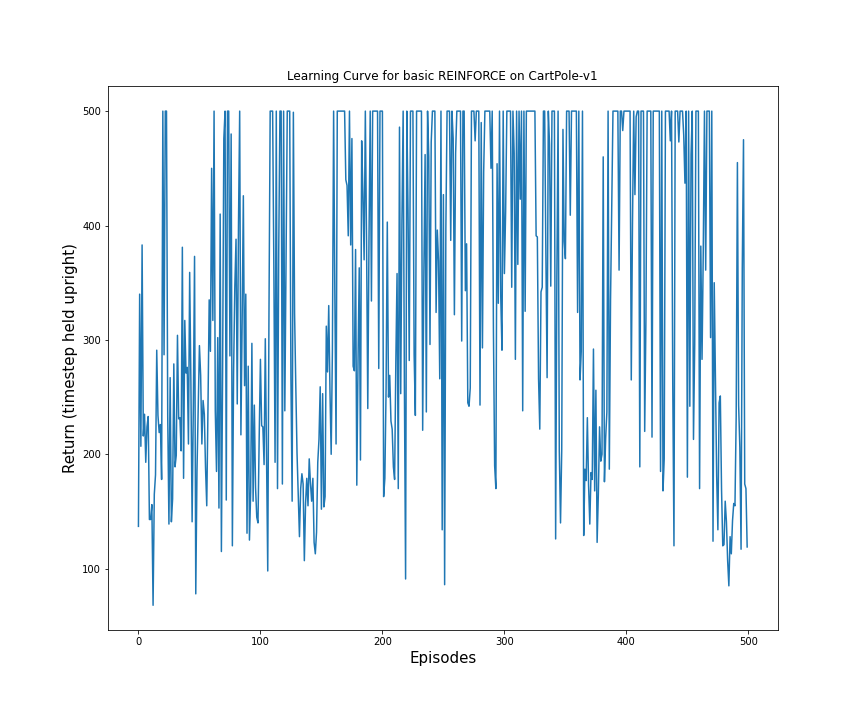 Learning Curve for basic REINFORCE on CartPole-v1
Return (timestep held upright)
500
400
300
200
100
0 100 200 300 400 500
Episodes